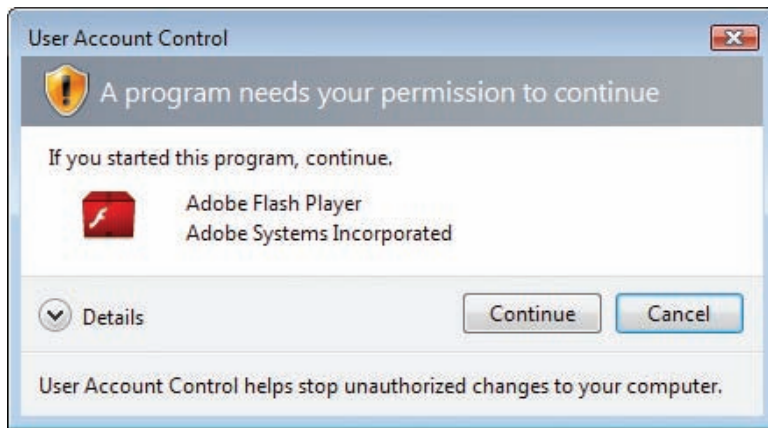 User Account Control
A program needs your permission to continue
If you started this program, continue.
Adobe Flash Player
Adobe Systems Incorporated
Details
Continue
Cancel
User Account Control helps stop unauthorized changes to your computer.